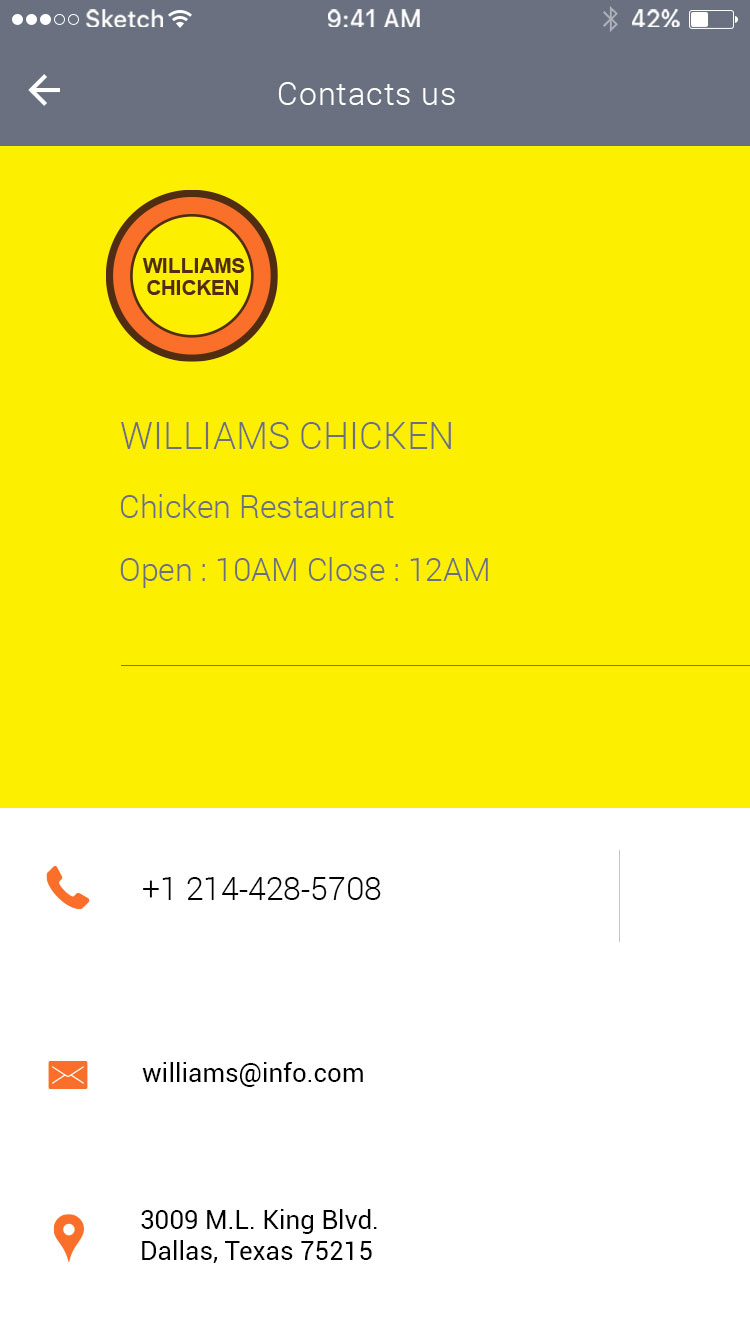 Sketch 9:41 AM 42%
Contacts us
WILLIAMS
CHICKEN
WILLIAMS CHICKEN
Chicken Restaurant
Open : 10AM Close : 12AM
+1 214-428-5708
williams@info.com
3009 M.L. King Blvd.
Dallas, Texas 75215